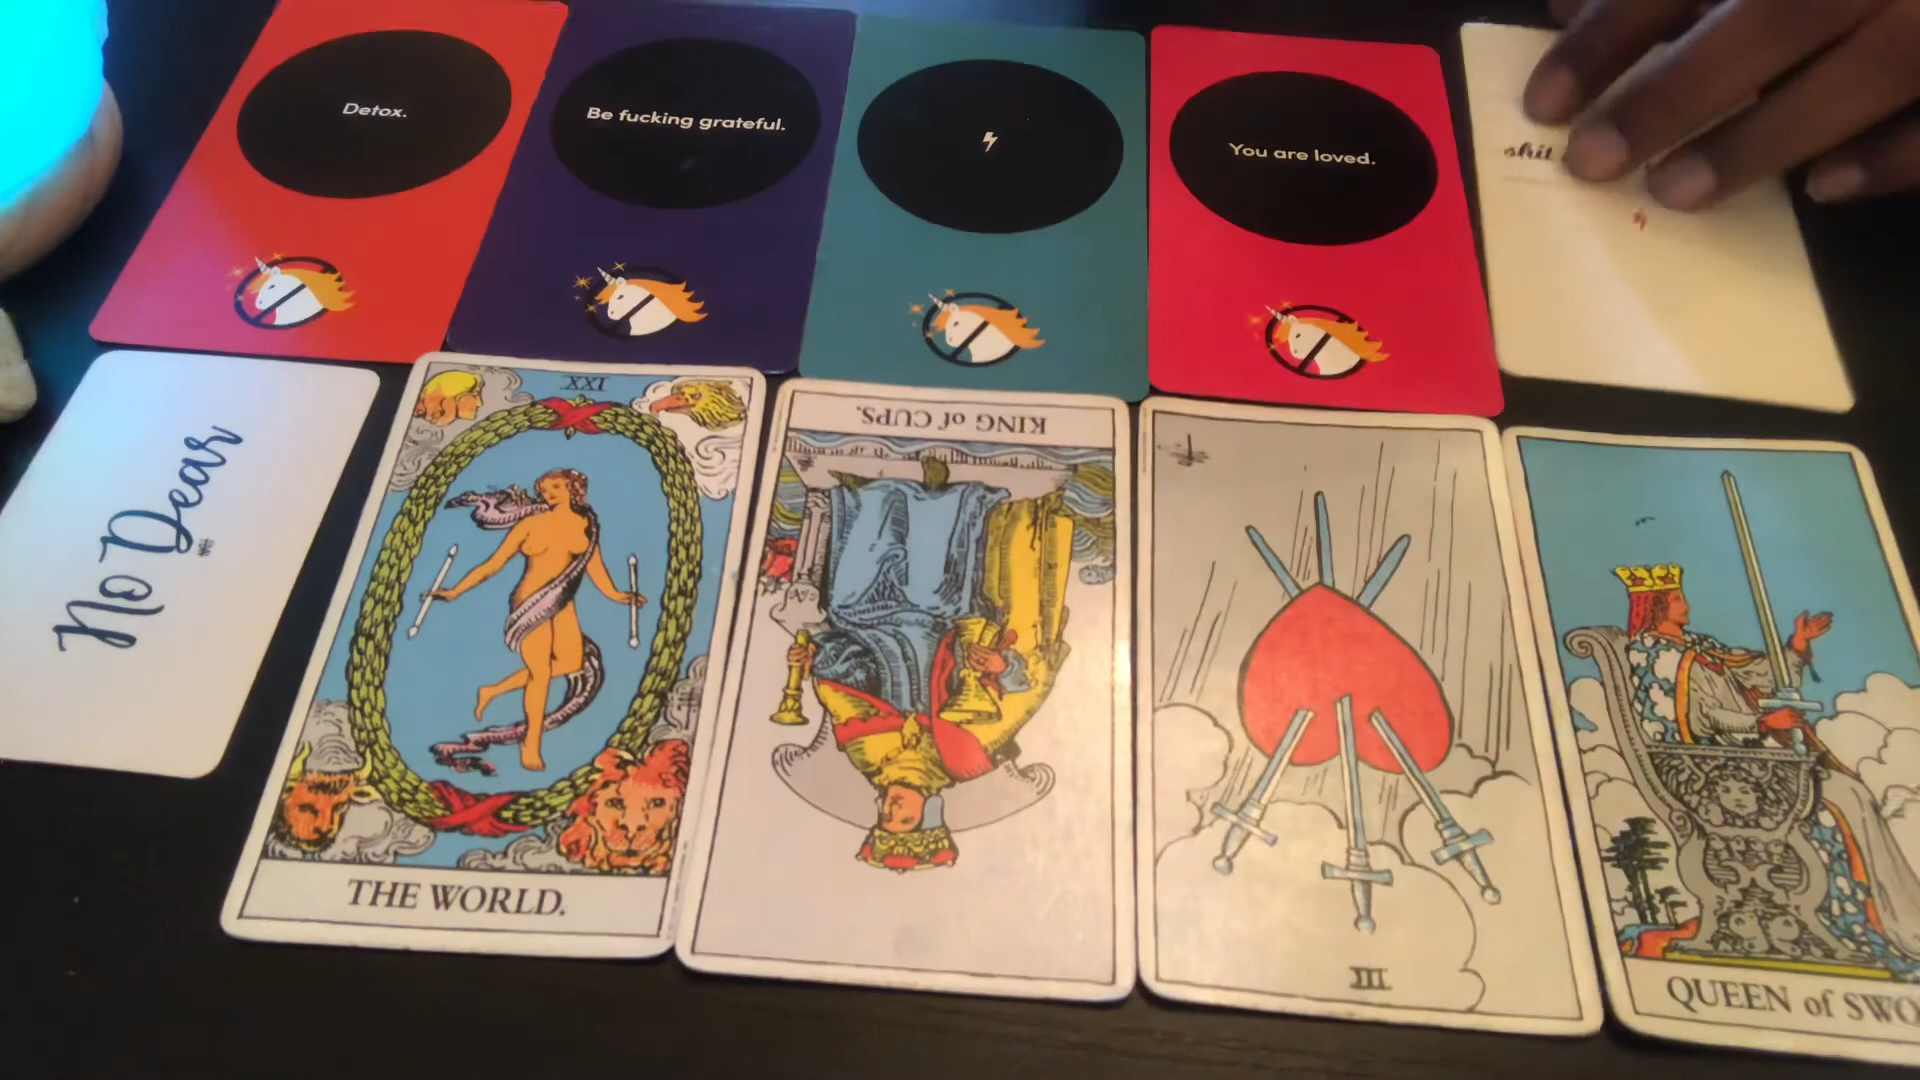 Detox.
Be fucking grateful.
You are loved.
shit
No Dear
XXI
THE WORLD.
KING of CUPS.
III
QUEEN of SWO